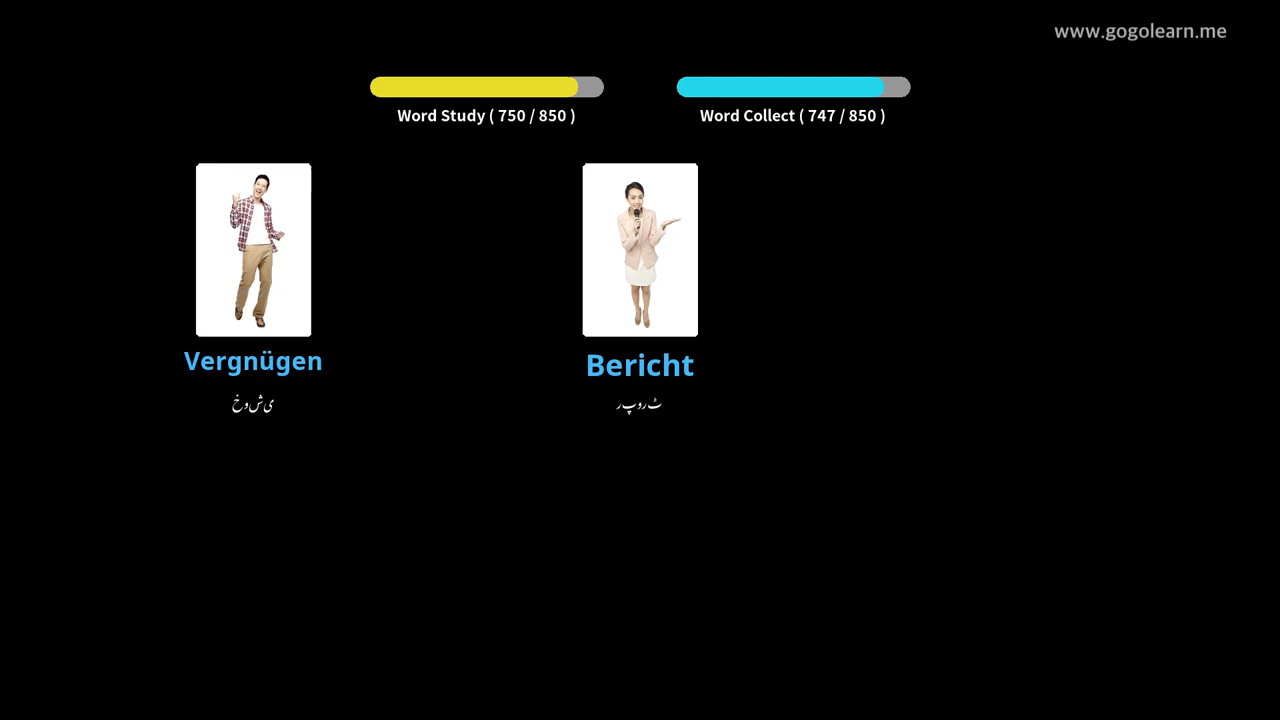 www.gogolearn.me
Word Study ( 750 / 850 )
Word Collect ( 747 / 850 )
Vergnügen
خوشی
Bericht
رپورٹ